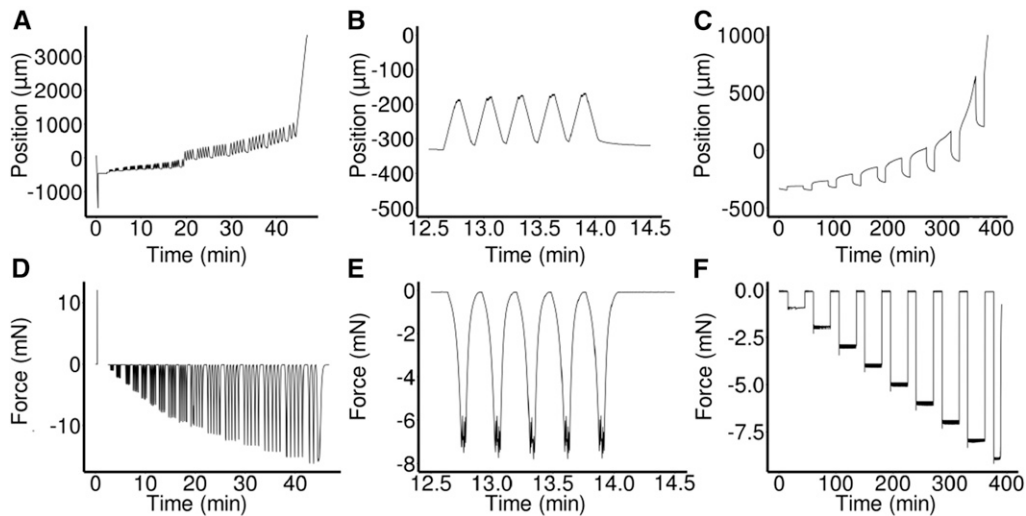 A
Position (µm)
3000
2000
1000
0
-1000
0 10 20 30 40
Time (min)
B
Position (µm)
0
-100
-200
-300
-400
-500
12.5 13.0 13.5 14.0 14.5
Time (min)
C
Position (µm)
1000
500
0
-500
0 100 200 300 400
Time (min)
D
Force (mN)
10
0
-10
0 10 20 30 40
Time (min)
E
Force (mN)
0
-2
-4
-6
-8
12.5 13.0 13.5 14.0 14.5
Time (min)
F
Force (mN)
0.0
-2.5
-5.0
-7.5
0 100 200 300 400
Time (min)